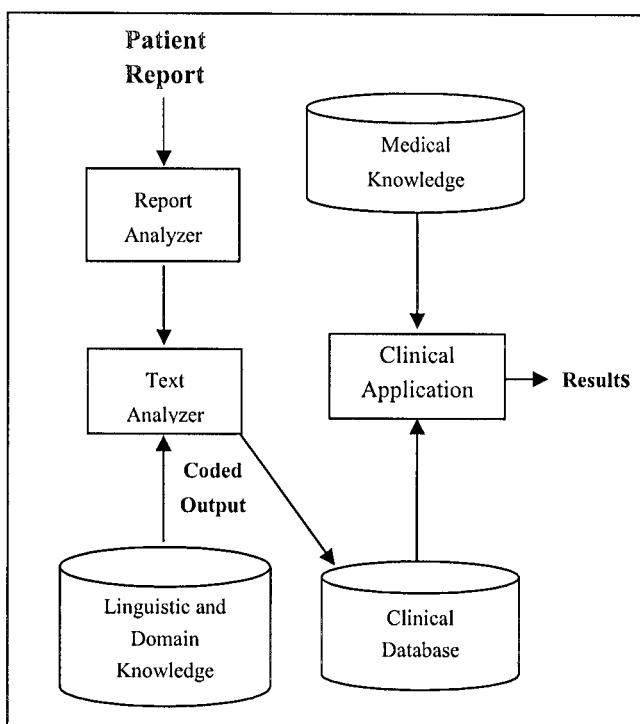 Patient
Report
Medical
Knowledge
Report
Analyzer
Text
Analyzer
Clinical
Application
Results
Coded
Output
Linguistic and
Domain
Knowledge
Clinical
Database